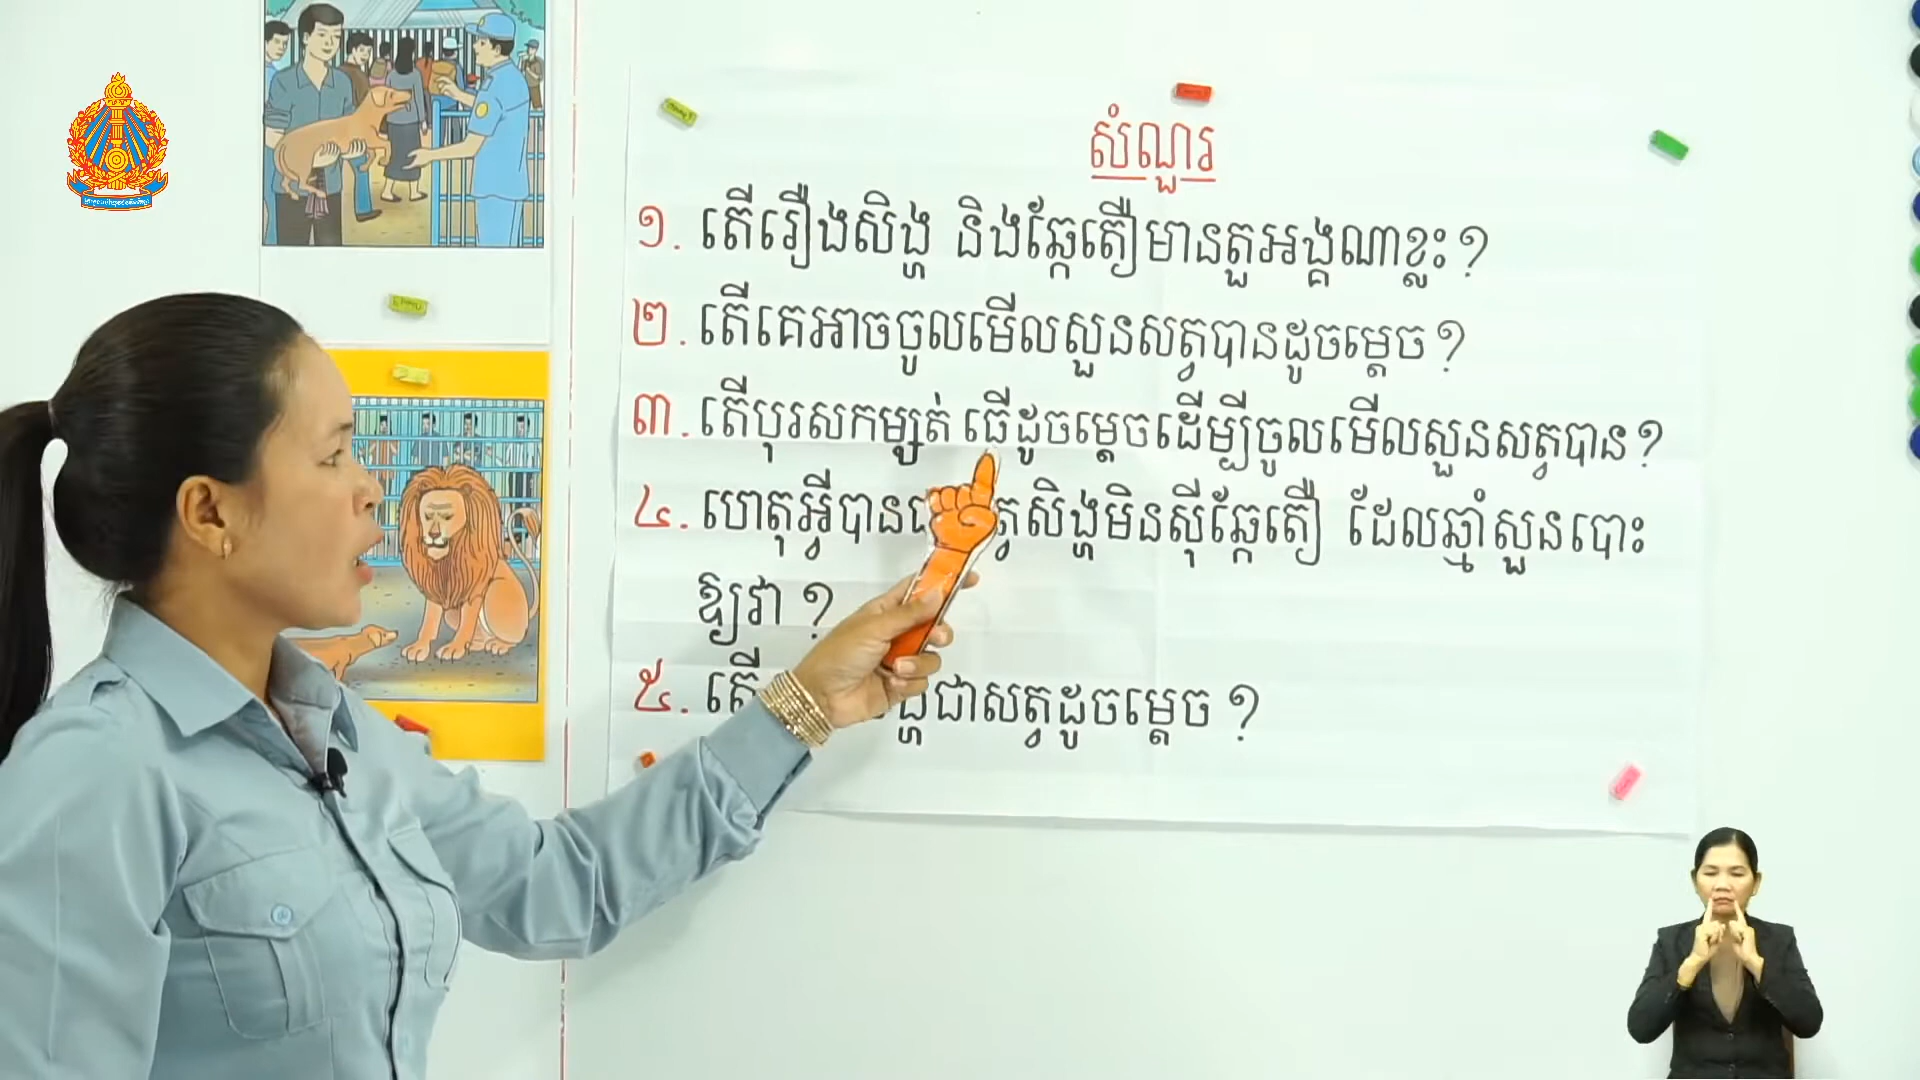 សំណួរ
១. តើរឿងសិង្ហ និងឆ្កែតឿមានតួអង្គណាខ្លះ?
២. តើគេអាចចូលមើលសួនសត្វបានដូចម្ដេច?
៣. តើបុរសកម្សត់ ធ្វើដូចម្ដេចដើម្បីចូលមើលសួនសត្វបាន?
៤. ហេតុអ្វីបាន សិង្ហមិនស៊ីឆ្កែតឿ ដែលឆ្មាំសួនបោះ
ឱ្យវា ?
៥. តើ ជាសត្វដូចម្ដេច ?